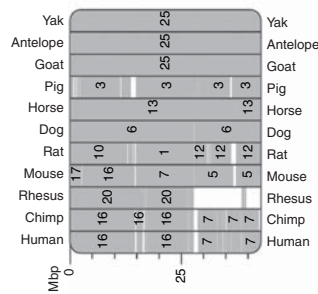 Yak 25 Yak
Antelope 25 Antelope
Goat 25 Goat
Pig 3 3 3 Pig
Horse 13 13 Horse
Dog 6 6 Dog
Rat 10 1 12 12 12 Rat
Mouse 17 16 7 5 5 Mouse
Rhesus 20 20 Rhesus
Chimp 16 16 16 7 7 7 Chimp
Human 16 16 7 7 Human
Mbp 0 25